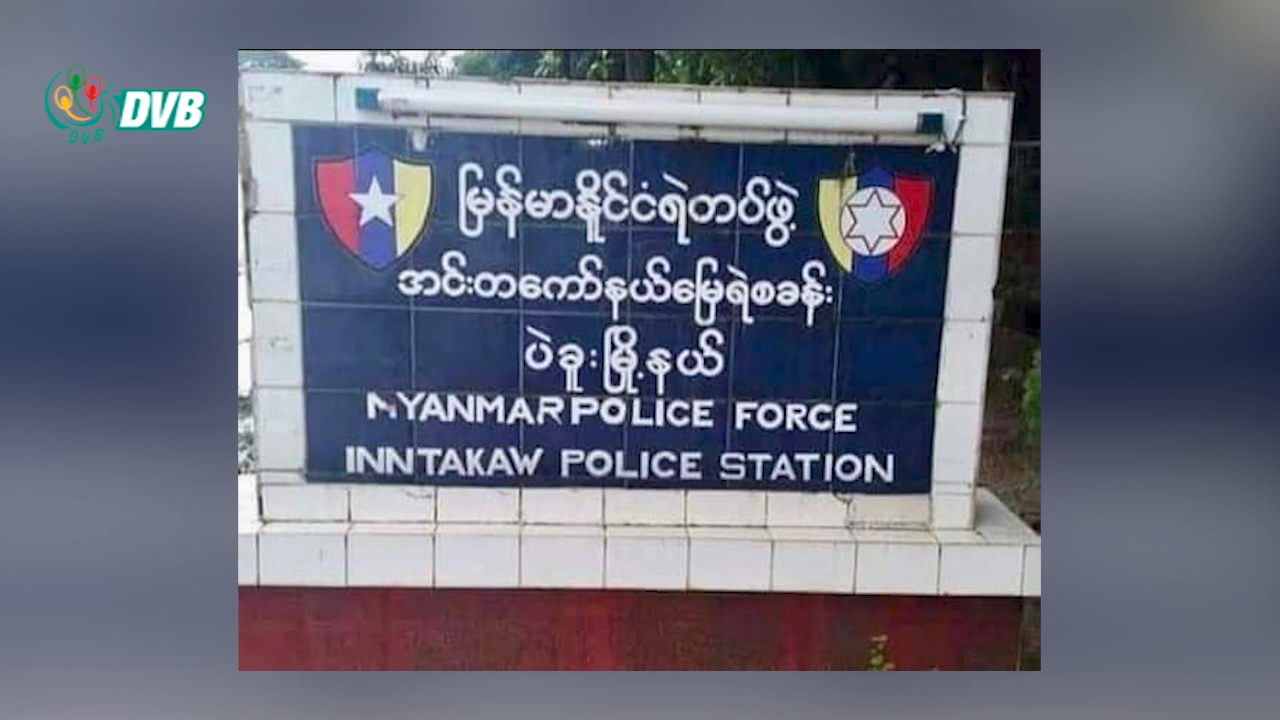 DVB
DVB
မြန်မာနိူင်ငံရဲတပ်ဖွဲ့
အင်းတကော်နယ်မြေရဲစခန်း
ပဲခူးမြို့နယ်
MYANMAR POLICE FORCE
INNTAKAW POLICE STATION